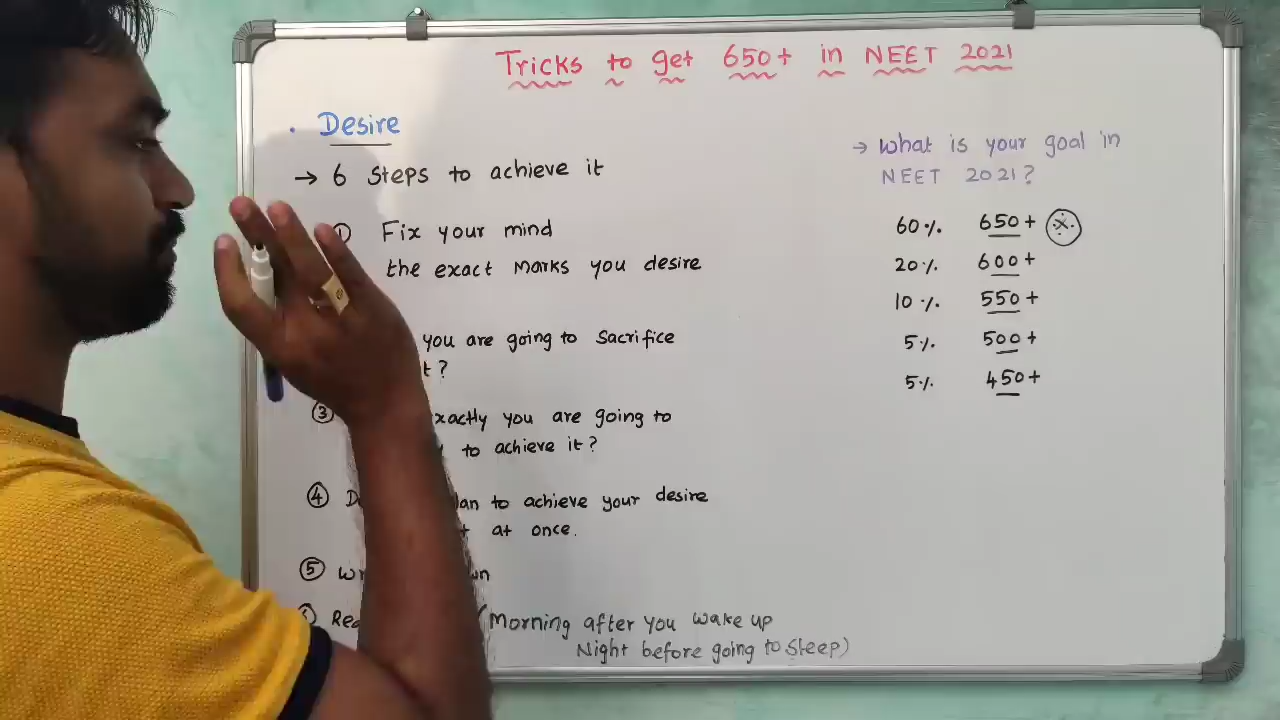 Tricks to get 650+ in NEET 2021
· Desire
→ 6 Steps to achieve it
① Fix your mind
the exact marks you desire
you are going to sacrifice
t?
③ xactly you are going to
to achieve it?
④ lan to achieve your desire
at once.
⑤
(Morning after you wake up
Night before going to sleep)
→ What is your goal in
NEET 2021?
60% 650+
20% 600+
10% 550+
5% 500+
5% 450+